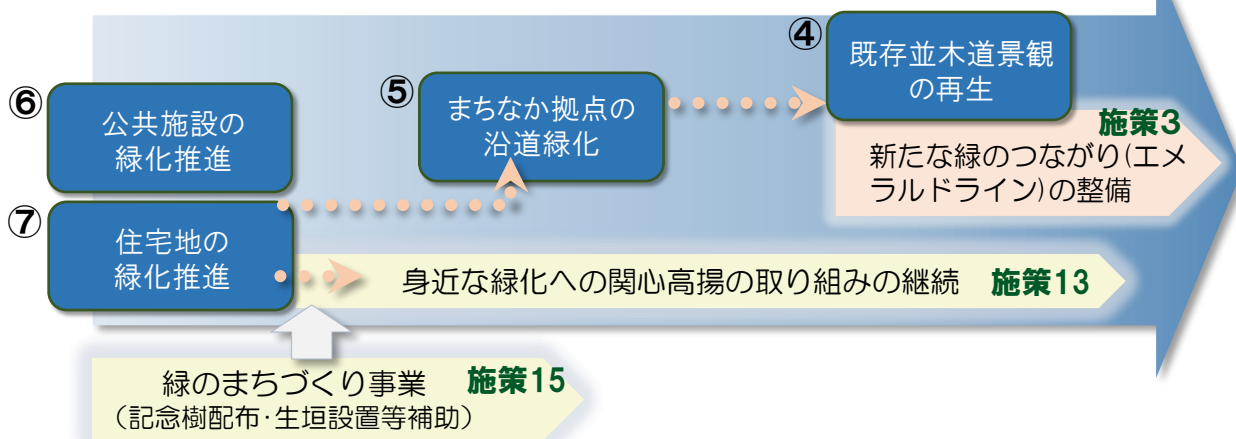 ④
既存並木道景観
の再生
⑤
まちなか拠点の
沿道緑化
⑥
公共施設の
緑化推進
施策3
新たな緑のつながり(エメ
ラルドライン)の整備
⑦
住宅地の
緑化推進
身近な緑化への関心高揚の取り組みの継続 施策13
緑のまちづくり事業 施策15
（記念樹配布･生垣設置等補助）